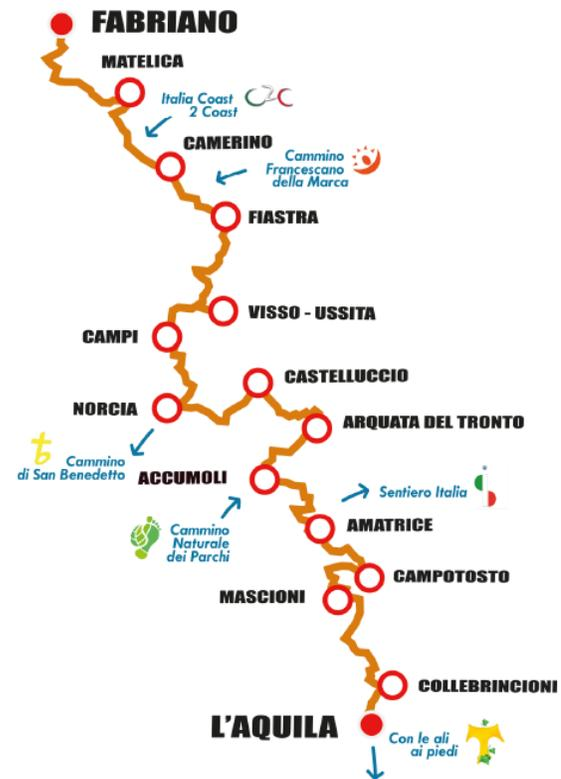 FABRIANO
MATELICA
Italia Coast
2 Coast
C2C
CAMERINO
Cammino
Francescano
della Marca
FIASTRA
VISSO - USSITA
CAMPI
CASTELLUCCIO
NORCIA
ARQUATA DEL TRONTO
Cammino
di San Benedetto
ACCUMOLI
Sentiero Italia
Cammino
Naturale
dei Parchi
AMATRICE
CAMPOTOSTO
MASCIONI
COLLEBRINCIONI
L'AQUILA
Con le ali
ai piedi